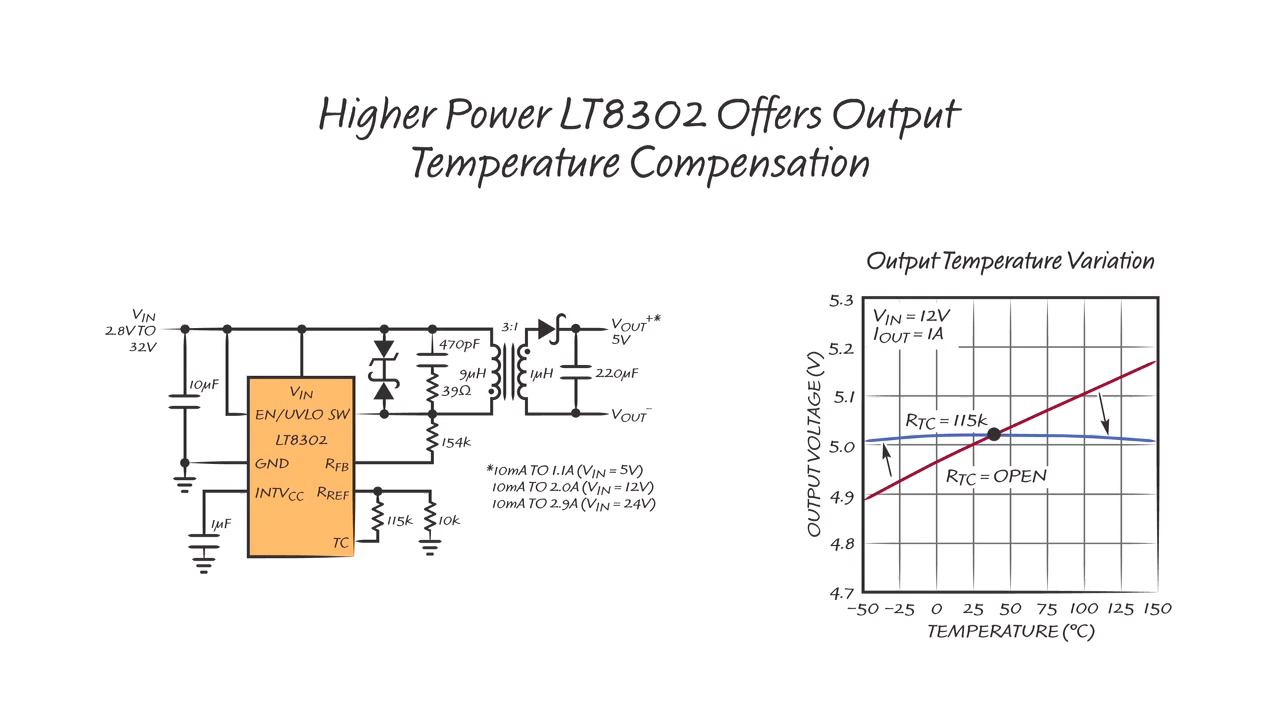 Higher Power LT8302 Offers Output
Temperature Compensation
VIN
2.8V TO
32V
10µF
VIN
EN/UVLO SW
LT8302
GND RFB
INTVCC RREF
TC
1µF
470pF
39Ω
154k
115k
10k
9µH
3:1
1µH
220µF
VOUT+*
5V
VOUT−
*10mA TO 1.1A (VIN = 5V)
10mA TO 2.0A (VIN = 12V)
10mA TO 2.9A (VIN = 24V)
Output Temperature Variation
OUTPUT VOLTAGE (V)
5.3
5.2
5.1
5.0
4.9
4.8
4.7
VIN = 12V
IOUT = 1A
RTC = 115k
RTC = OPEN
−50 −25 0 25 50 75 100 125 150
TEMPERATURE (°C)